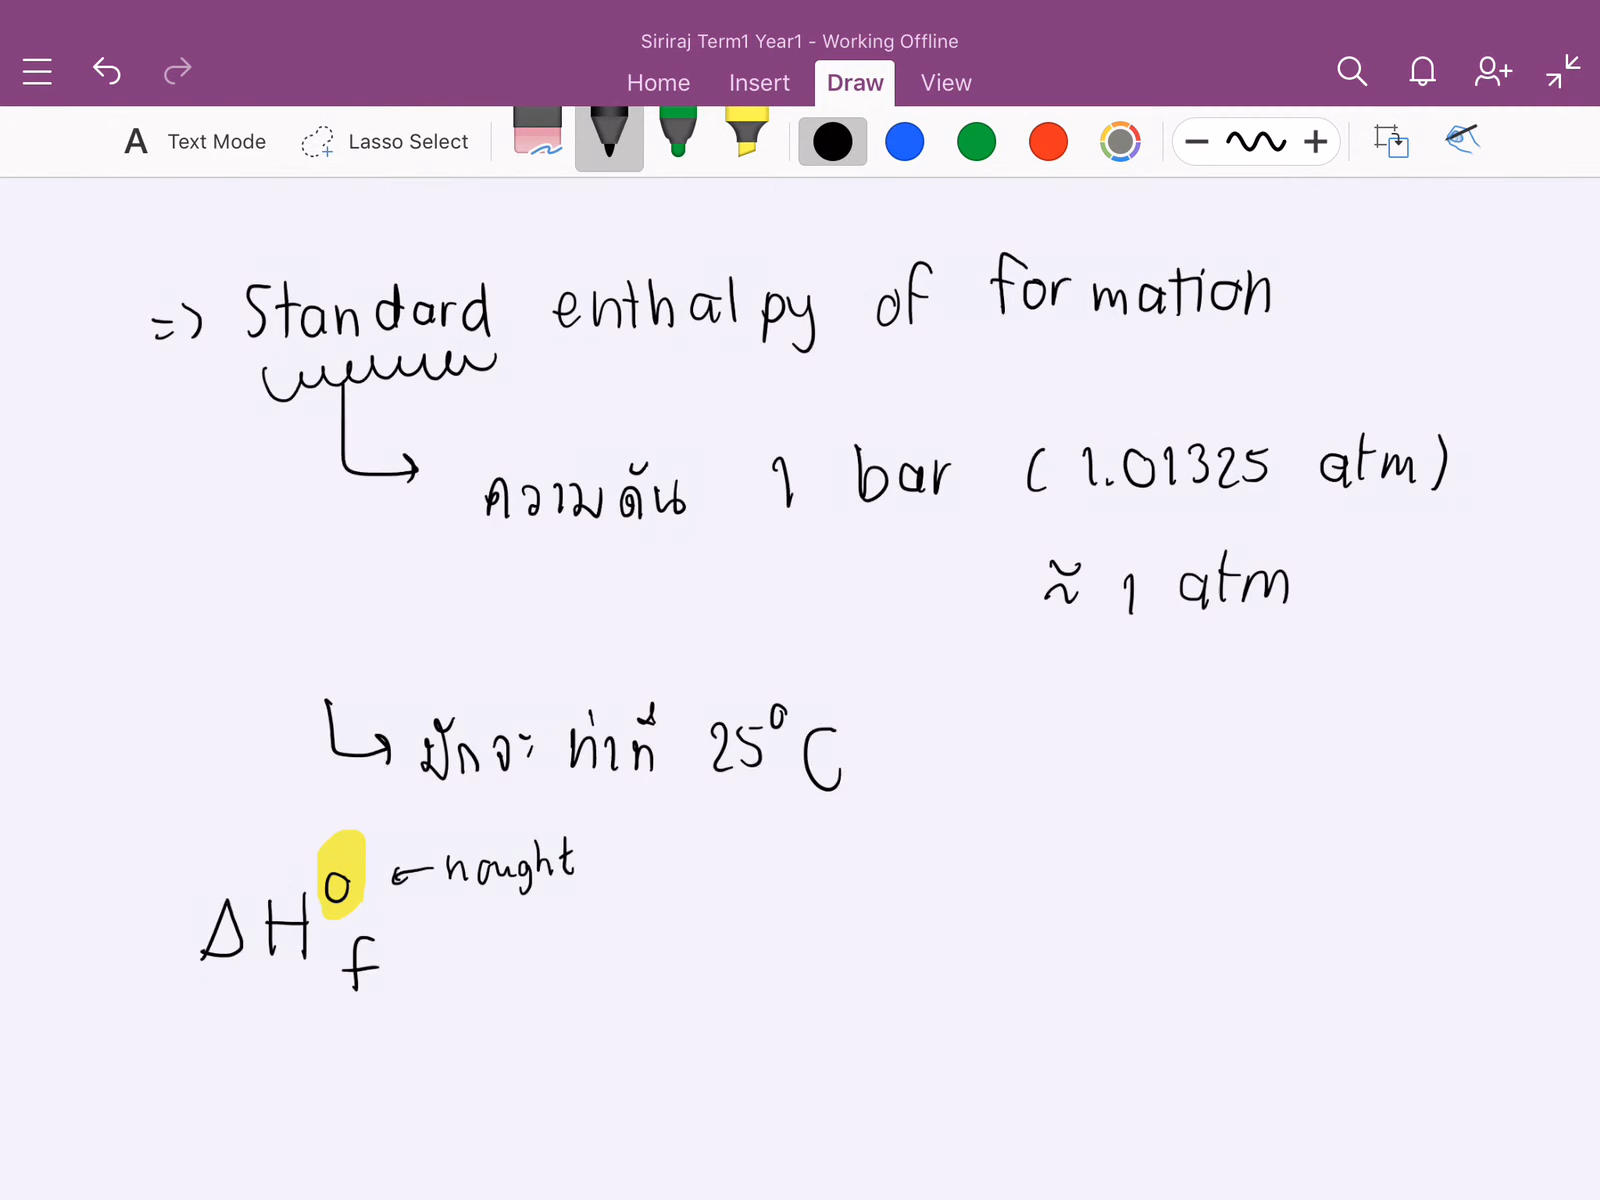 Siriraj Term1 Year1 - Working Offline
Home Insert Draw View
A Text Mode Lasso Select
=> Standard enthalpy of formation
ความดัน 1 bar (1.01325 atm)
≈ 1 atm
มักจะ ทำที่ 25°C
ΔH°f ← nought